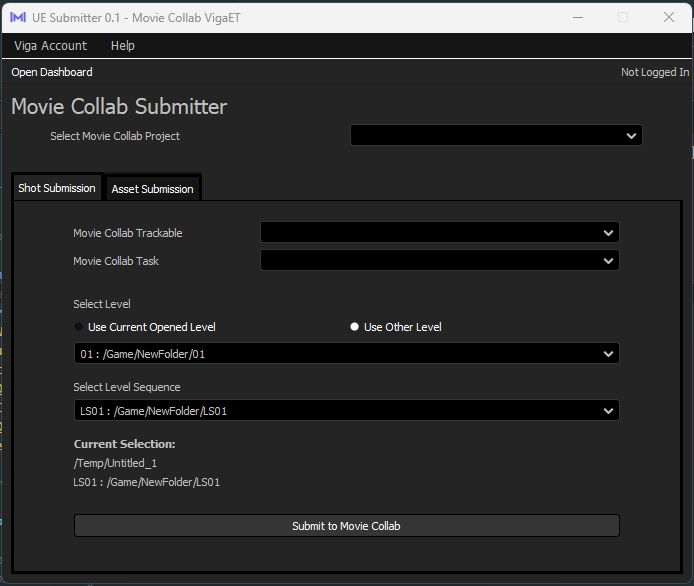 UE Submitter 0.1 - Movie Collab VigaET
Viga Account Help
Open Dashboard Not Logged In
Movie Collab Submitter
Select Movie Collab Project
Shot Submission Asset Submission
Movie Collab Trackable
Movie Collab Task
Select Level
Use Current Opened Level Use Other Level
01 : /Game/NewFolder/01
Select Level Sequence
LS01 : /Game/NewFolder/LS01
Current Selection:
/Temp/Untitled_1
LS01 : /Game/NewFolder/LS01
Submit to Movie Collab